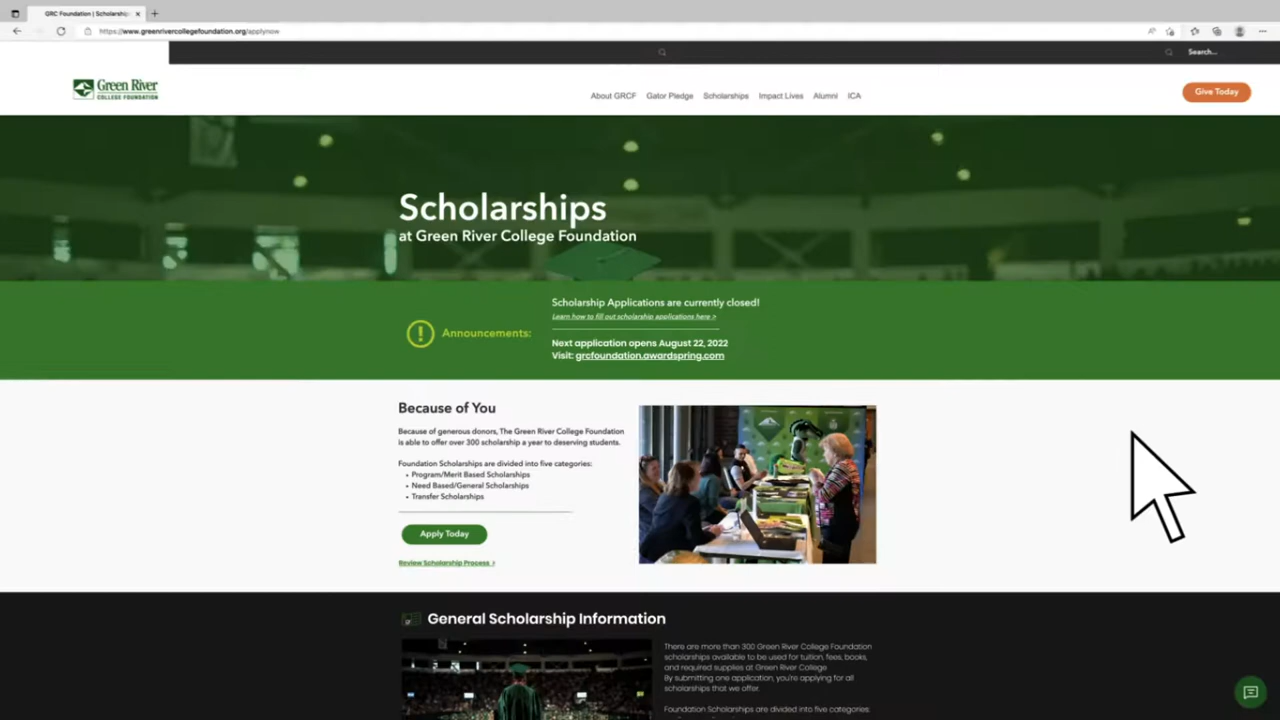 GRC Foundation | Scholarship
https://www.greenrivercollegefoundation.org/applynow
Search...
Green River
COLLEGE FOUNDATION
About GRCF Gator Pledge Scholarships Impact Lives Alumni ICA
Give Today
Scholarships
at Green River College Foundation
Announcements:
Scholarship Applications are currently closed!
Learn how to fill out scholarship applications here >
Next application opens August 22, 2022
Visit: grcfoundation.awardspring.com
Because of You
Because of generous donors, The Green River College Foundation
is able to offer over 300 scholarship a year to deserving students.
Foundation Scholarships are divided into five categories:
• Program/Merit Based Scholarships
• Need Based/General Scholarships
• Transfer Scholarships
Apply Today
Review Scholarship Process >
General Scholarship Information
There are more than 300 Green River College Foundation
scholarships available to be used for tuition, fees, books,
and required supplies at Green River College
By submitting one application, you're applying for all
scholarships that we offer.
Foundation Scholarships are divided into five categories: